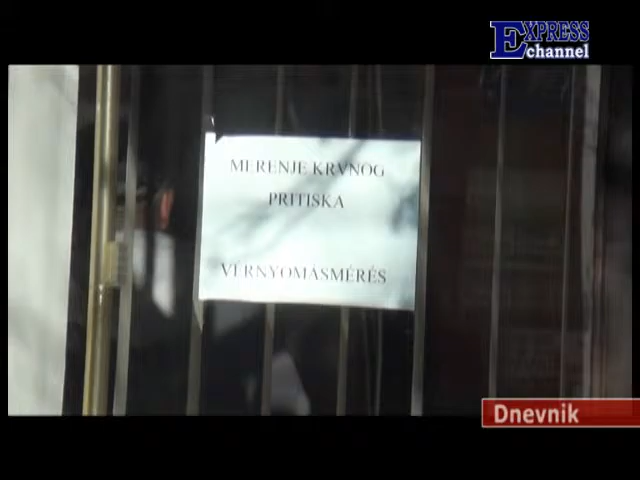 EXPRESS
channel
MERENJE KRVNOG
PRITISKA
VÉRNYOMÁSMÉRÉS
Dnevnik